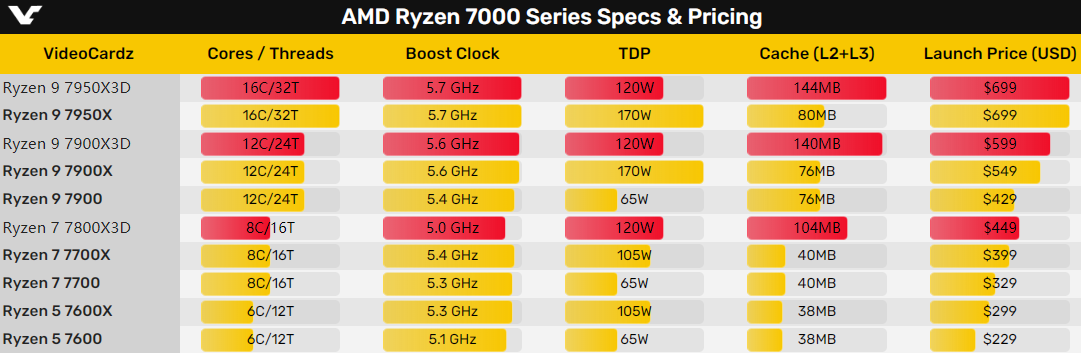 AMD Ryzen 7000 Series Specs & Pricing
VideoCardz Cores / Threads Boost Clock TDP Cache (L2+L3) Launch Price (USD)
Ryzen 9 7950X3D 16C/32T 5.7 GHz 120W 144MB $699
Ryzen 9 7950X 16C/32T 5.7 GHz 170W 80MB $699
Ryzen 9 7900X3D 12C/24T 5.6 GHz 120W 140MB $599
Ryzen 9 7900X 12C/24T 5.6 GHz 170W 76MB $549
Ryzen 9 7900 12C/24T 5.4 GHz 65W 76MB $429
Ryzen 7 7800X3D 8C/16T 5.0 GHz 120W 104MB $449
Ryzen 7 7700X 8C/16T 5.4 GHz 105W 40MB $399
Ryzen 7 7700 8C/16T 5.3 GHz 65W 40MB $329
Ryzen 5 7600X 6C/12T 5.3 GHz 105W 38MB $299
Ryzen 5 7600 6C/12T 5.1 GHz 65W 38MB $229